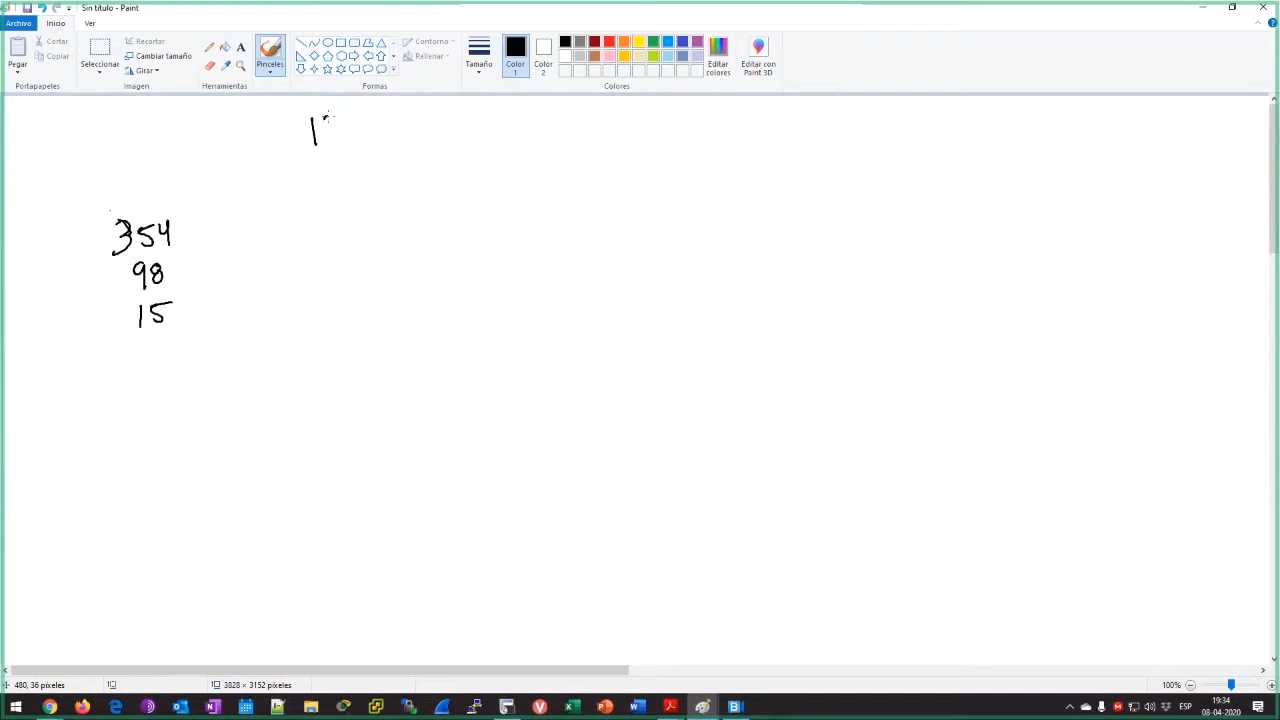 Sin título - Paint
Archivo Inicio Ver
Pegar
Cortar
Copiar
Portapapeles
Seleccionar
Recortar
Cambiar tamaño
Girar
Imagen
A
Herramientas
Pinceles
Formas
Contorno
Rellenar
Tamaño
Color 1
Color 2
Editar colores
Colores
Editar con Paint 3D
354
98
15
480, 36 píxeles
3828 × 3152 píxeles
100%
ESP
19:34
08-04-2020